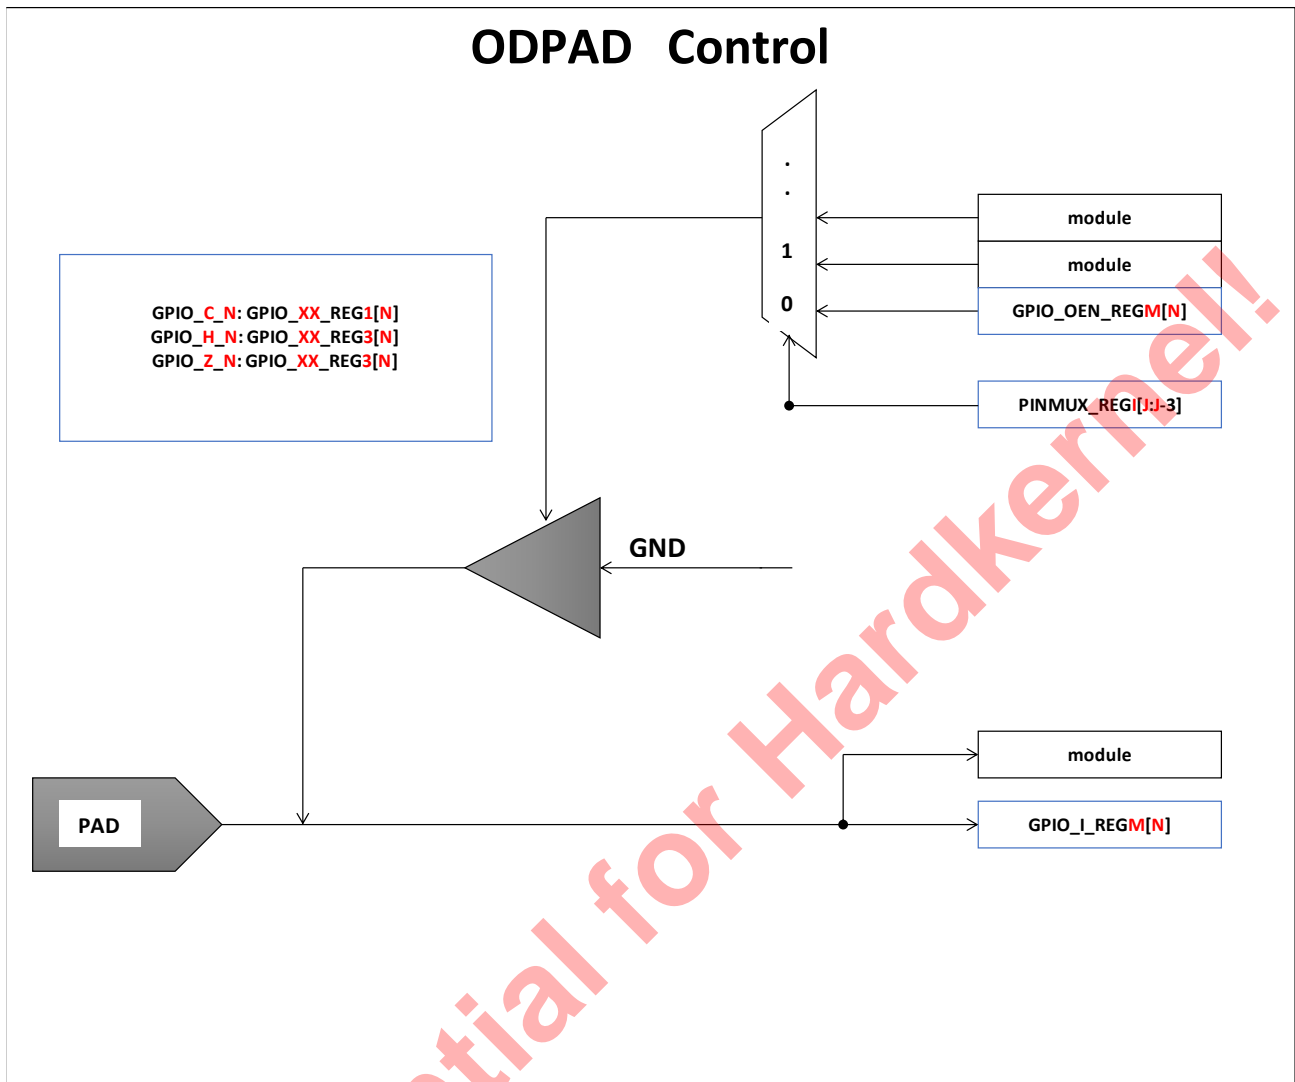 ODPAD Control
.
.
1
0
module
module
GPIO_OEN_REGM[N]
PINMUX_REGI[J:J-3]
GPIO_C_N: GPIO_XX_REG1[N]
GPIO_H_N: GPIO_XX_REG3[N]
GPIO_Z_N: GPIO_XX_REG3[N]
GND
module
GPIO_I_REGM[N]
PAD
tial for Hardkernel!